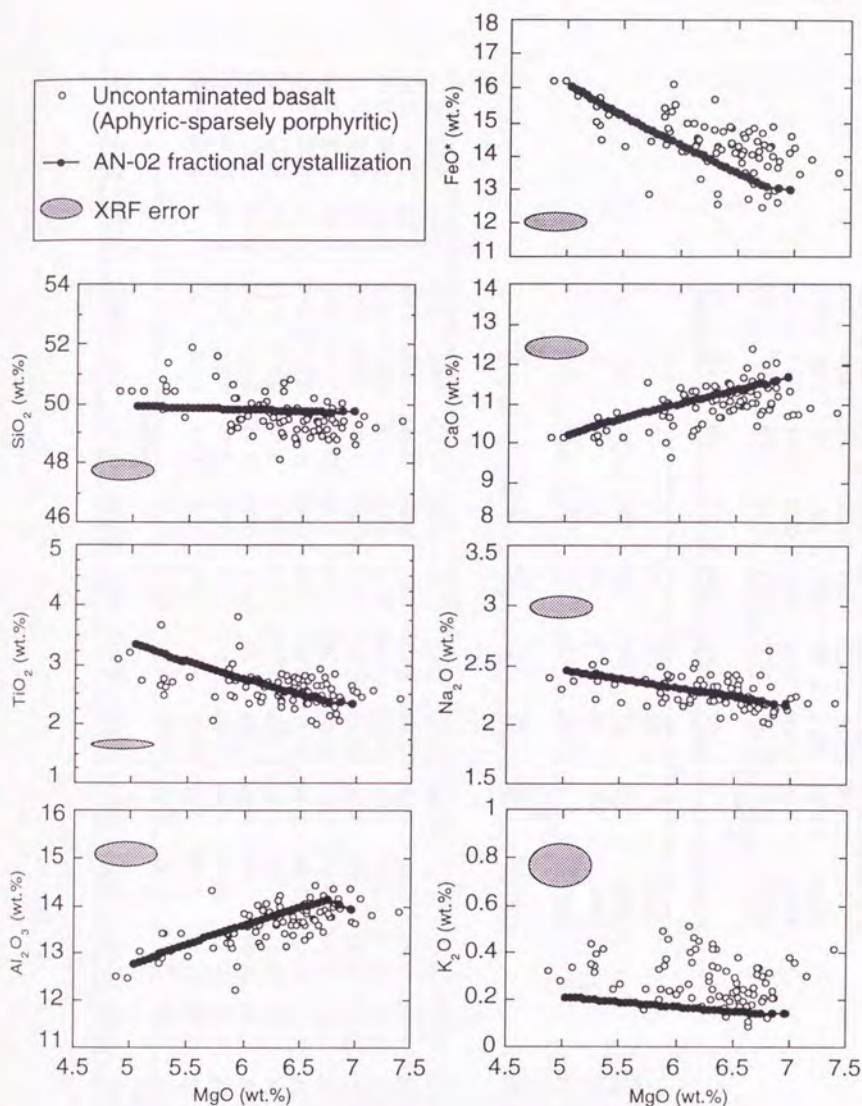 Uncontaminated basalt
(Aphyric-sparsely porphyritic)
AN-02 fractional crystallization
XRF error
18
17
16
15
14
13
12
11
FeO* (wt.%)
54
52
50
48
46
SiO2 (wt.%)
14
13
12
11
10
9
8
CaO (wt.%)
5
4
3
2
1
TiO2 (wt.%)
3.5
3.0
2.5
2.0
1.5
Na2O (wt.%)
16
15
14
13
12
11
Al2O3 (wt.%)
4.5 5 5.5 6 6.5 7 7.5
MgO (wt.%)
1
0.8
0.6
0.4
0.2
0
K2O (wt.%)
4.5 5 5.5 6 6.5 7 7.5
MgO (wt.%)